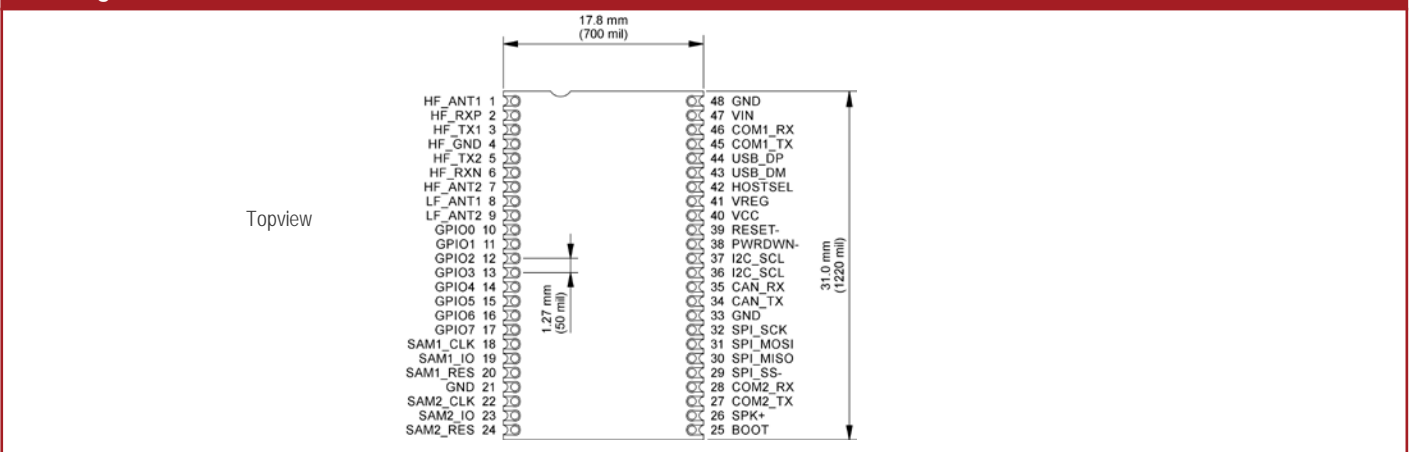 17.8 mm
(700 mil)
HF_ANT1 1
HF_RXP 2
HF_TX1 3
HF_GND 4
HF_TX2 5
HF_RXN 6
HF_ANT2 7
LF_ANT1 8
LF_ANT2 9
GPIO0 10
GPIO1 11
GPIO2 12
GPIO3 13
GPIO4 14
GPIO5 15
GPIO6 16
GPIO7 17
SAM1_CLK 18
SAM1_IO 19
SAM1_RES 20
GND 21
SAM2_CLK 22
SAM2_IO 23
SAM2_RES 24
Topview
1.27 mm
(50 mil)
48 GND
47 VIN
46 COM1_RX
45 COM1_TX
44 USB_DP
43 USB_DM
42 HOSTSEL
41 VREG
40 VCC
39 RESET-
38 PWRDWN-
37 I2C_SCL
36 I2C_SCL
35 CAN_RX
34 CAN_TX
33 GND
32 SPI_SCK
31 SPI_MOSI
30 SPI_MISO
29 SPI_SS-
28 COM2_RX
27 COM2_TX
26 SPK+
25 BOOT
31.0 mm
(1220 mil)